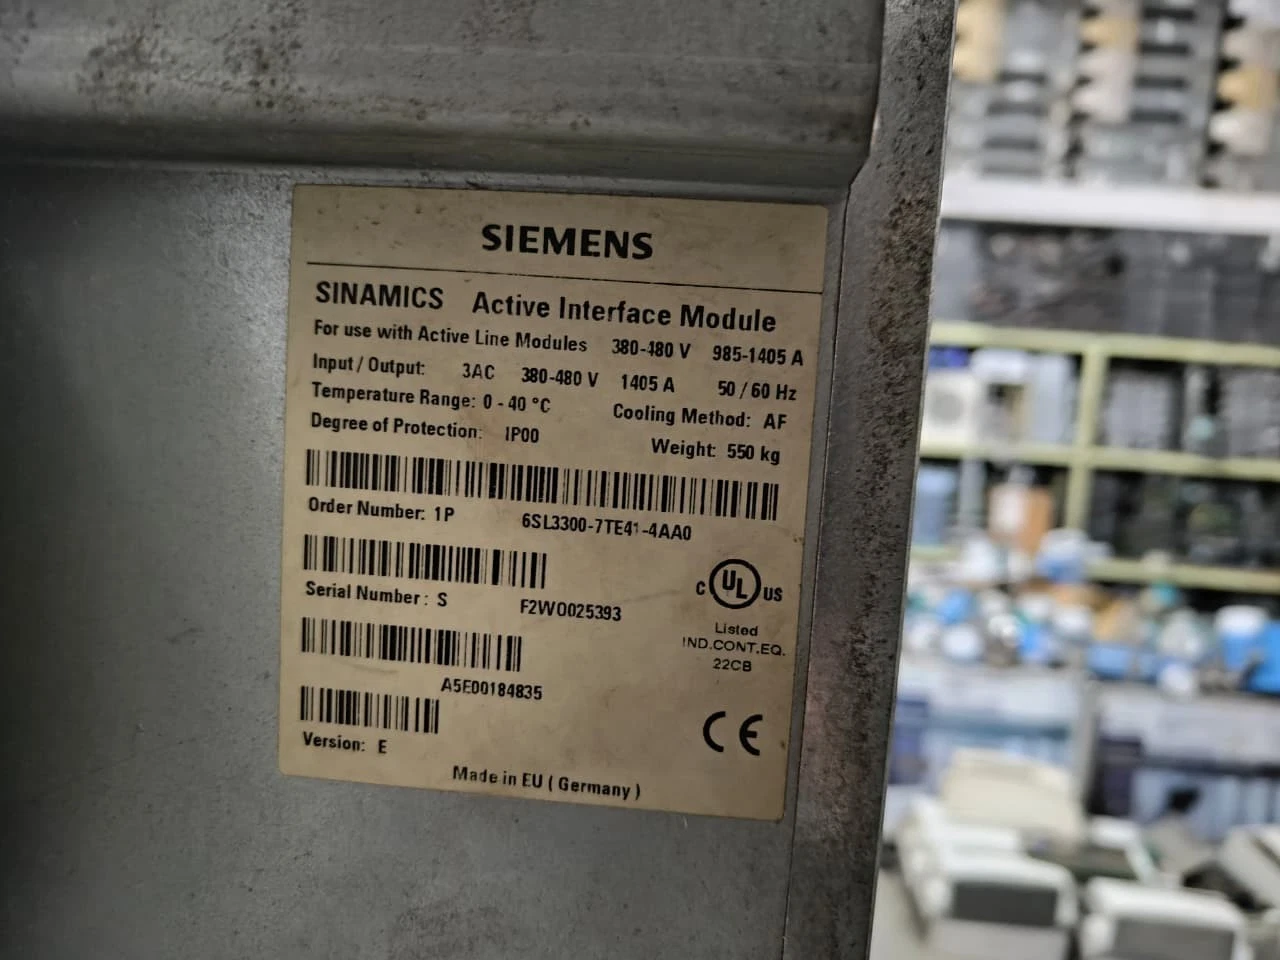 SIEMENS
SINAMICS Active Interface Module
For use with Active Line Modules 380-480 V 985-1405 A
Input / Output: 3AC 380-480 V 1405 A 50 / 60 Hz
Temperature Range: 0 - 40 °C Cooling Method: AF
Degree of Protection: IP00 Weight: 550 kg
Order Number: 1P 6SL3300-7TE41-4AA0
Serial Number: S F2WO025393
C UL US
Listed
IND.CONT.EQ.
22CB
A5E00184835
CE
Version: E
Made in EU ( Germany )